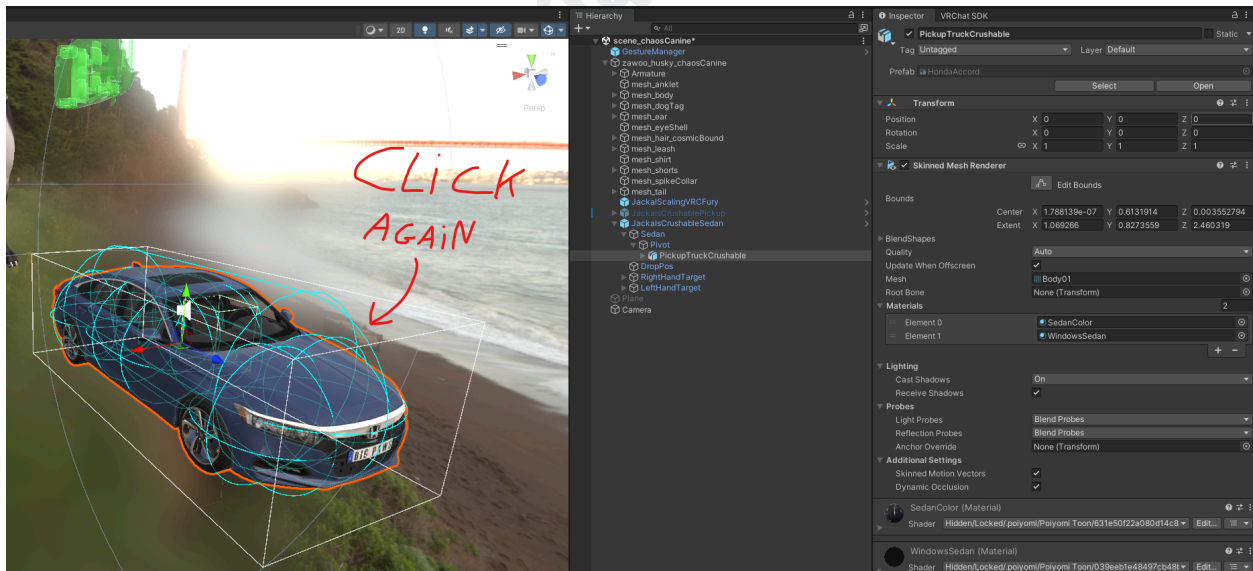 2D
Persp
CLiCK
AGAiN
Hierarchy
All
scene_chaosCanine*
GestureManager
zawoo_husky_chaosCanine
Armature
mesh_anklet
mesh_body
mesh_dogTag
mesh_ear
mesh_eyeShell
mesh_hair_cosmicBound
mesh_leash
mesh_shirt
mesh_shorts
mesh_spikeCollar
mesh_tail
JackalScalingVRCFury
JackalsCrushablePickup
JackalsCrushableSedan
Sedan
Pivot
PickupTruckCrushable
DropPos
RightHandTarget
LeftHandTarget
Plane
Camera
Inspector VRChat SDK
PickupTruckCrushable Static
Tag Untagged Layer Default
Prefab HondaAccord
Select Open
Transform
Position X 0 Y 0 Z 0
Rotation X 0 Y 0 Z 0
Scale X 1 Y 1 Z 1
Skinned Mesh Renderer
Edit Bounds
Bounds
Center X 1.788139e-07 Y 0.6131914 Z 0.003552794
Extent X 1.069266 Y 0.8273559 Z 2.460319
BlendShapes
Quality Auto
Update When Offscreen
Mesh Body01
Root Bone None (Transform)
Materials 2
Element 0 SedanColor
Element 1 WindowsSedan
Lighting
Cast Shadows On
Receive Shadows
Probes
Light Probes Blend Probes
Reflection Probes Blend Probes
Anchor Override None (Transform)
Additional Settings
Skinned Motion Vectors
Dynamic Occlusion
SedanColor (Material)
Shader Hidden/Locked/.poiyomi/Poiyomi Toon/631e50f22a080d14c8 Edit...
WindowsSedan (Material)
Shader Hidden/Locked/.poiyomi/Poiyomi Toon/039eeb1e48497cb48 Edit...